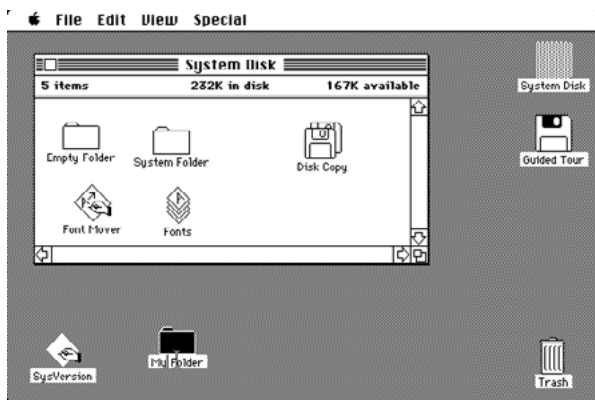 File Edit View Special
System Disk
5 items 232K in disk 167K available
Empty Folder System Folder Disk Copy
Font Mover Fonts
System Disk
Guided Tour
SysVersion My Folder Trash